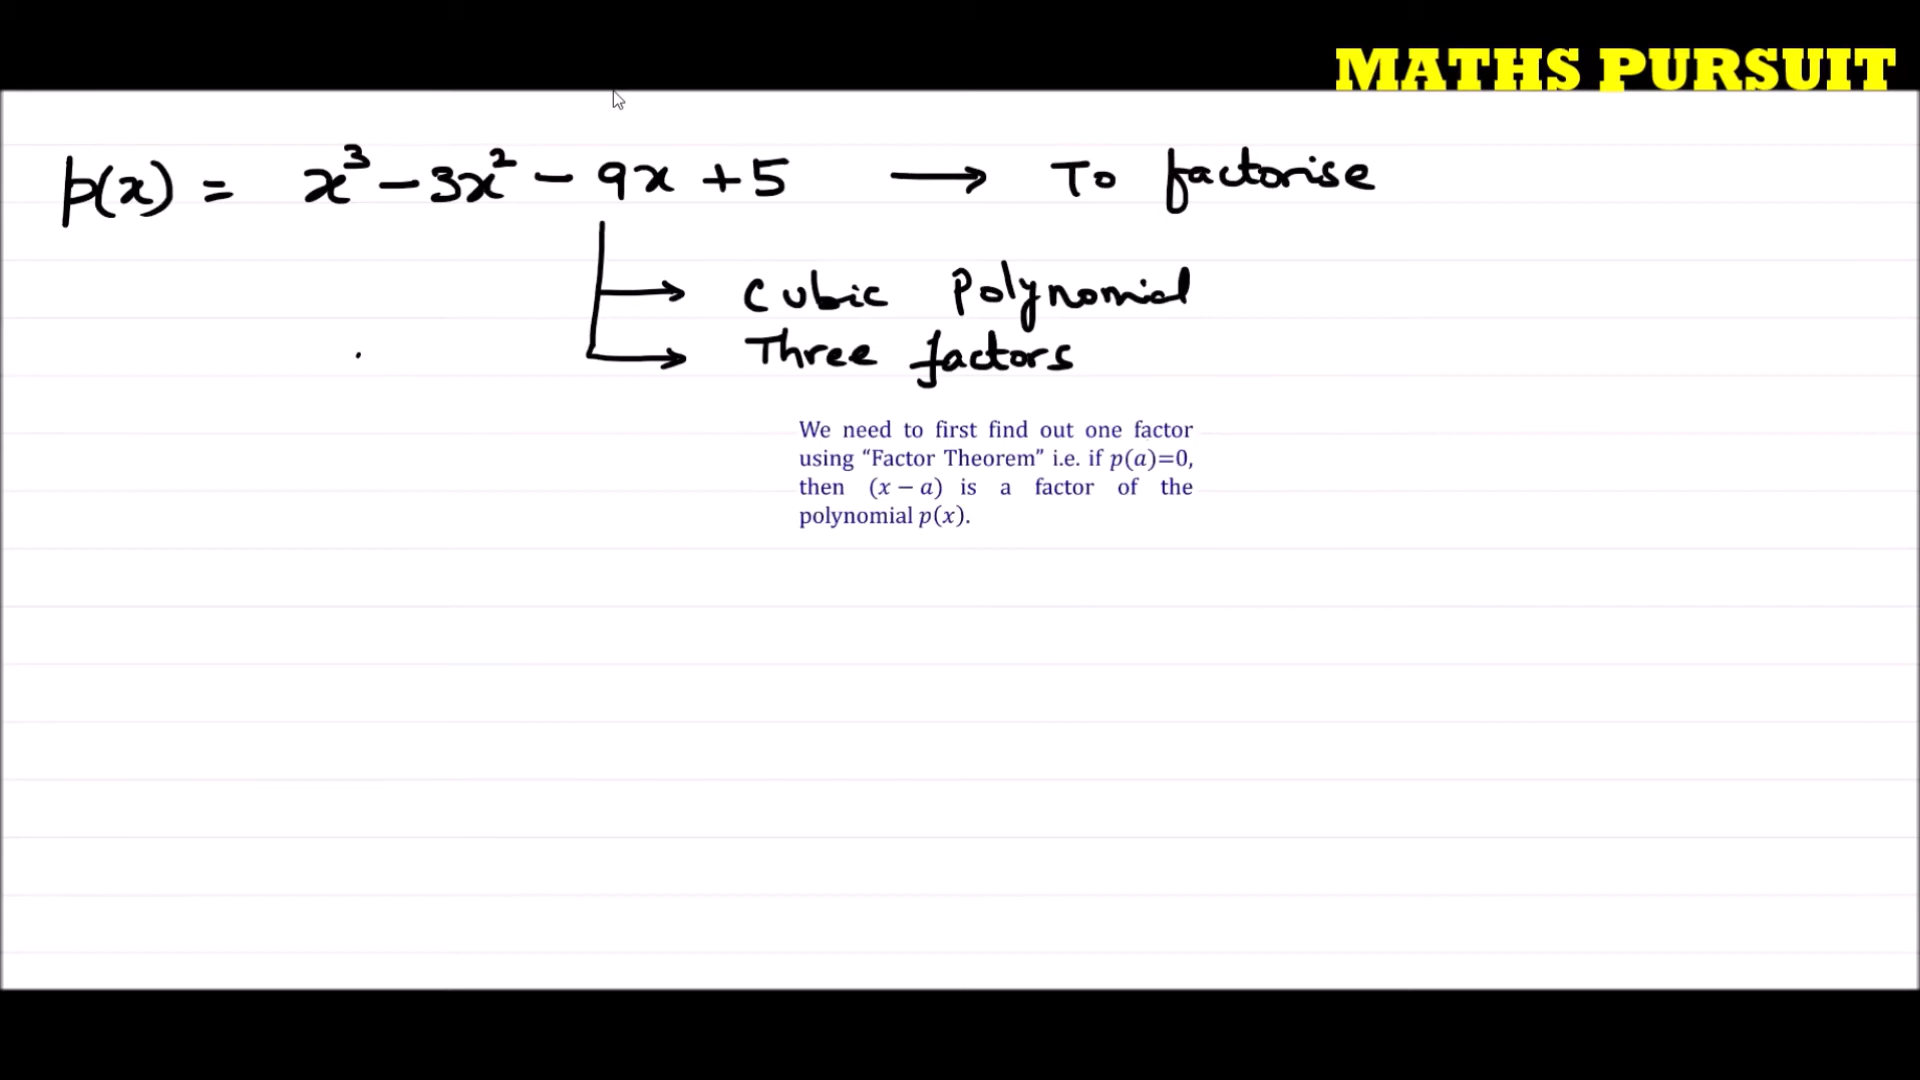 MATHS PURSUIT
p(x) = x³ - 3x² - 9x + 5 → To factorise
Cubic Polynomial
Three factors
We need to first find out one factor
using “Factor Theorem” i.e. if p(a)=0,
then (x − a) is a factor of the
polynomial p(x).